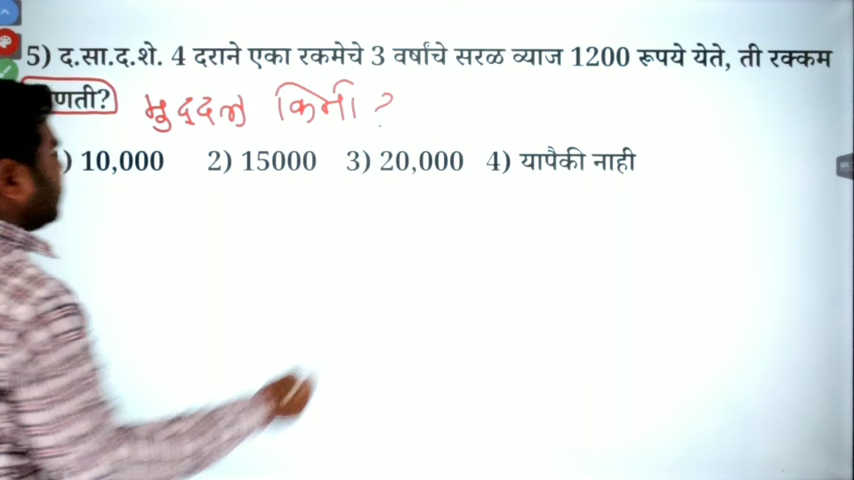 5) द.सा.द.शे. 4 दराने एका रकमेचे 3 वर्षांचे सरळ व्याज 1200 रूपये येते, ती रक्कम
मुद्दल किती ?
10,000 2) 15000 3) 20,000 4) यापैकी नाही